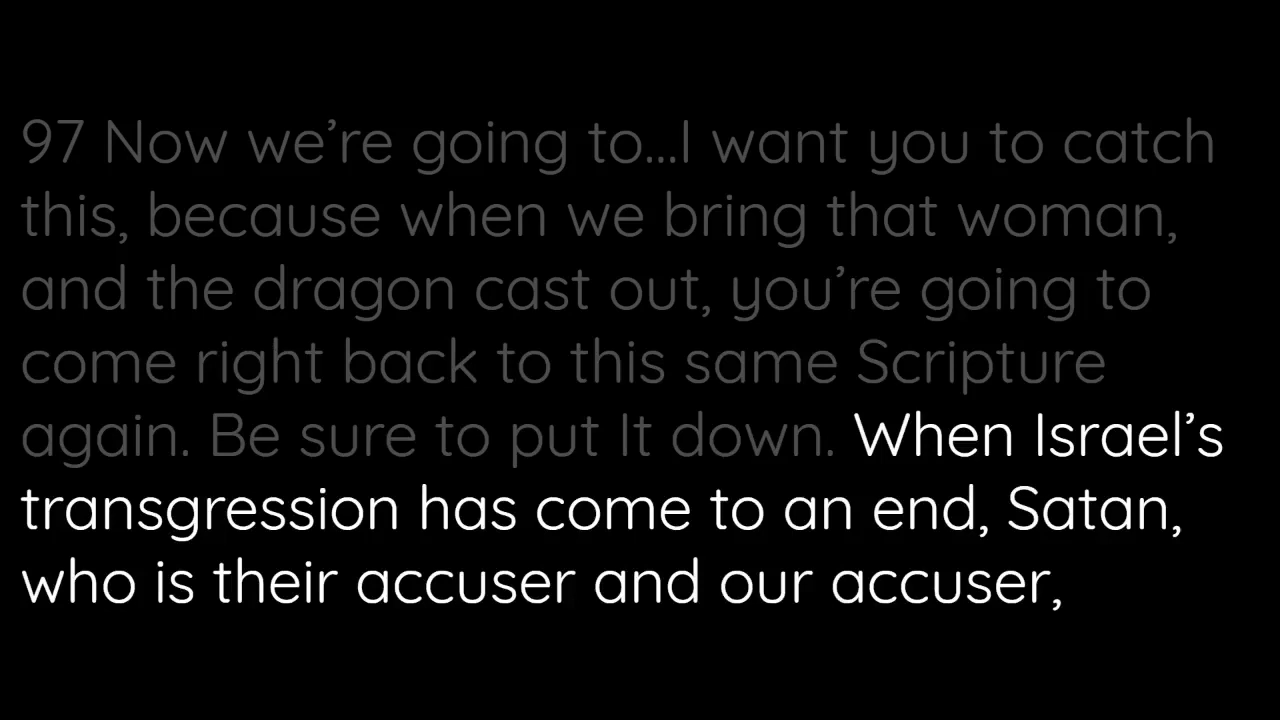 97 Now we’re going to...I want you to catch
this, because when we bring that woman,
and the dragon cast out, you’re going to
come right back to this same Scripture
again. Be sure to put It down. When Israel’s
transgression has come to an end, Satan,
who is their accuser and our accuser,